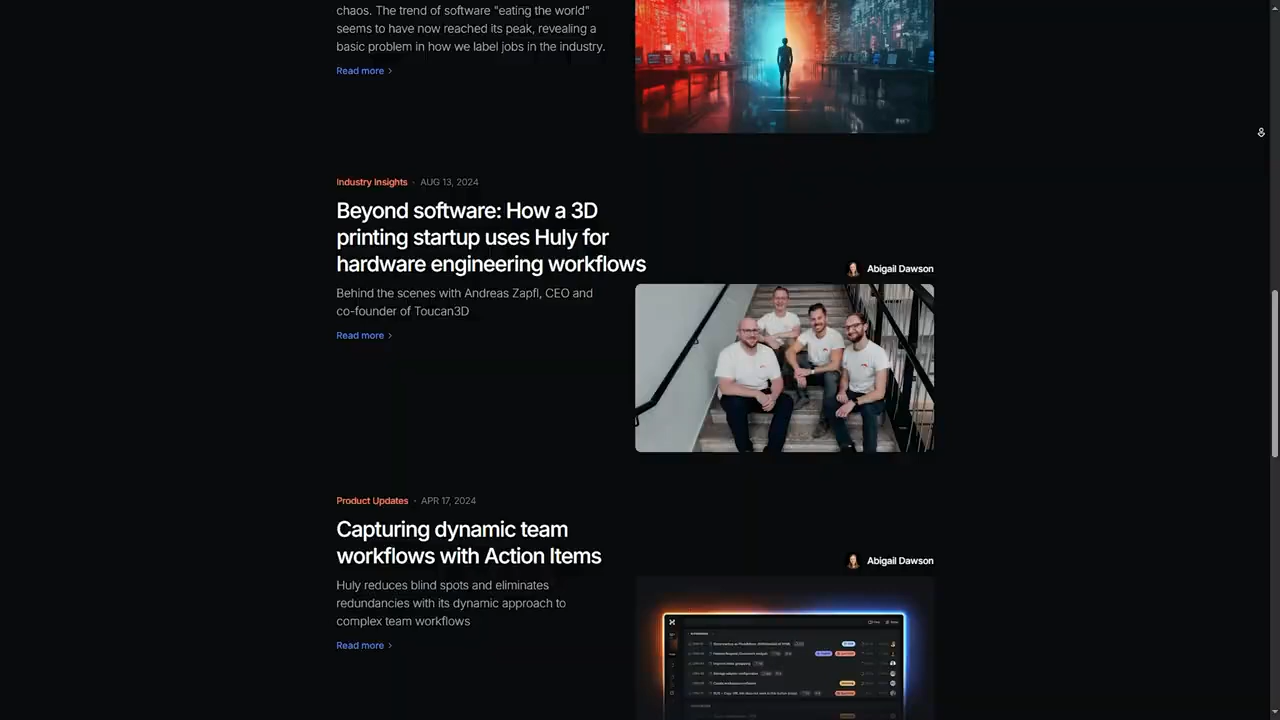 chaos. The trend of software "eating the world"
seems to have now reached its peak, revealing a
basic problem in how we label jobs in the industry.
Read more
Industry Insights · AUG 13, 2024
Beyond software: How a 3D
printing startup uses Huly for
hardware engineering workflows
Abigail Dawson
Behind the scenes with Andreas Zapfl, CEO and
co-founder of Toucan3D
Read more
Product Updates · APR 17, 2024
Capturing dynamic team
workflows with Action Items
Abigail Dawson
Huly reduces blind spots and eliminates
redundancies with its dynamic approach to
complex team workflows
Read more